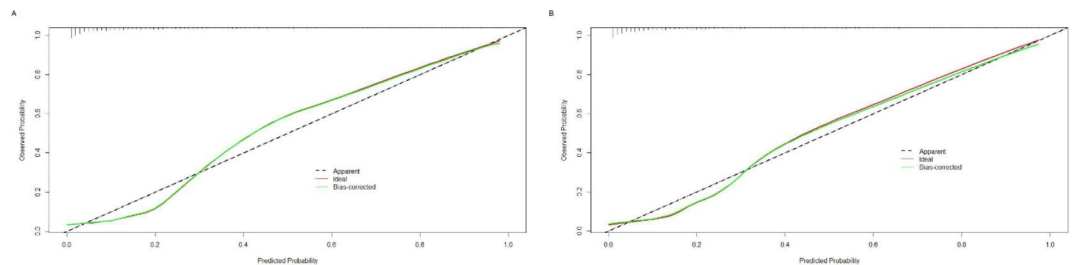 A
1.0
0.8
0.6
0.4
0.2
0.0
Observed Probability
Apparent
Ideal
Bias-corrected
0.0 0.2 0.4 0.6 0.8 1.0
Predicted Probability
B
1.0
0.8
0.6
0.4
0.2
0.0
Observed Probability
Apparent
Ideal
Bias-corrected
0.0 0.2 0.4 0.6 0.8 1.0
Predicted Probability